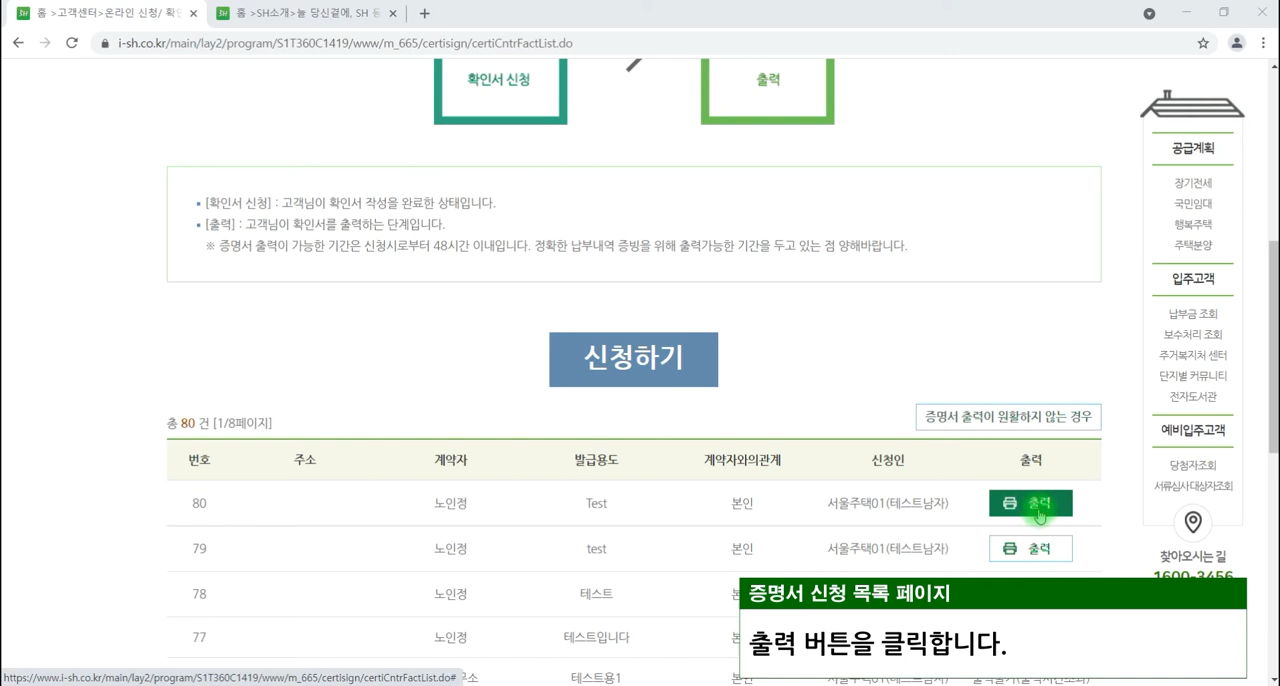 홈 >고객센터>온라인 신청/ 확인
홈 >SH소개>늘 당신곁에, SH
i-sh.co.kr/main/lay2/program/S1T360C1419/www/m_665/certisign/certiCntrFactList.do
확인서 신청
출력
[확인서 신청] : 고객님이 확인서 작성을 완료한 상태입니다.
[출력] : 고객님이 확인서를 출력하는 단계입니다.
※ 증명서 출력이 가능한 기간은 신청시로부터 48시간 이내입니다. 정확한 납부내역 증빙을 위해 출력가능한 기간을 두고 있는 점 양해바랍니다.
신청하기
총 80 건 [1/8페이지]
증명서 출력이 원활하지 않는 경우
번호 주소 계약자 발급용도 계약자와의관계 신청인 출력
80 노인정 Test 본인 서울주택01(테스트남자) 출력
79 노인정 test 본인 서울주택01(테스트남자) 출력
78 노인정 테스트
77 노인정 테스트입니다
테스트용1
공급계획
장기전세
국민임대
행복주택
주택분양
입주고객
납부금 조회
보수처리 조회
주거복지처 센터
단지별 커뮤니티
전자도서관
예비입주고객
당첨자조회
서류심사대상자조회
찾아오시는 길
1600-3456
증명서 신청 목록 페이지
출력 버튼을 클릭합니다.
https://www.i-sh.co.kr/main/lay2/program/S1T360C1419/www/m_665/certisign/certiCntrFactList.do#